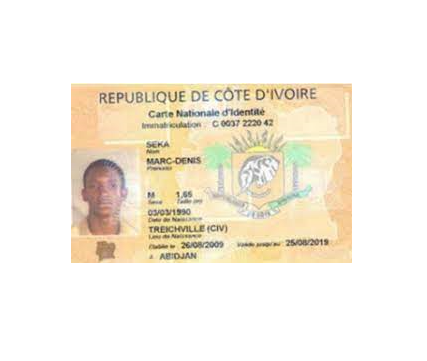 REPUBLIQUE DE CÔTE D'IVOIRE
Carte Nationale d'Identité
Immatriculation : C 0037 2220 42
SEKA
Nom
MARC-DENIS
Prénoms
M 1,65
Sexe Taille (m)
03/03/1990
Date de Naissance
TREICHVILLE (CIV)
Lieu de Naissance
Etablie le : 26/08/2009 Valide jusqu'au : 25/08/2019
A ABIDJAN